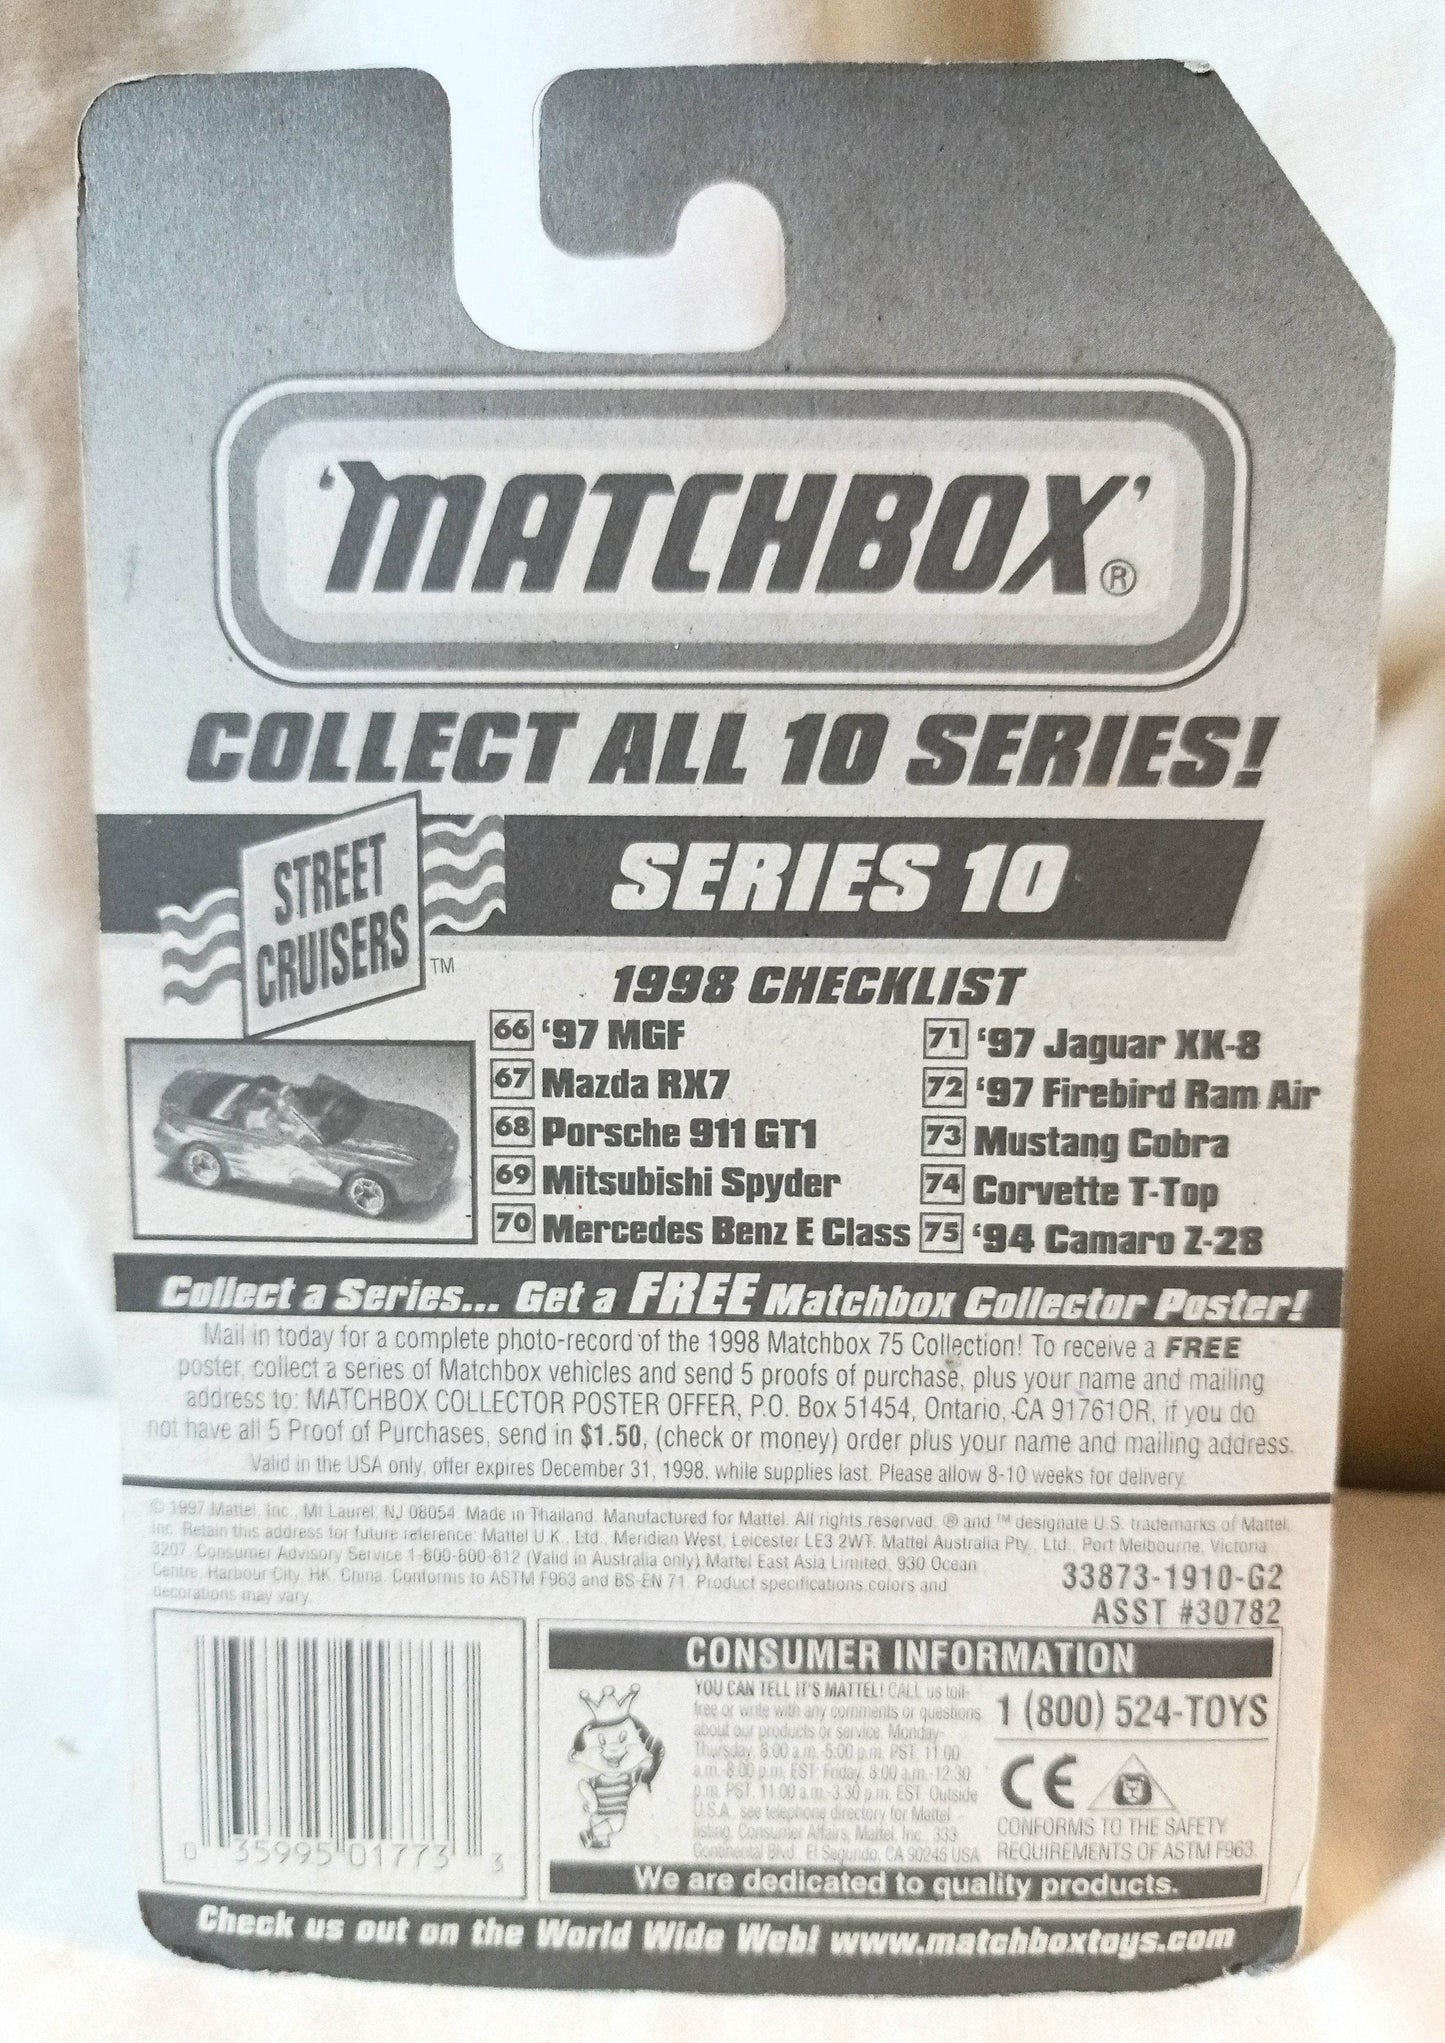 'MATCHBOX'®
COLLECT ALL 10 SERIES!
STREET
CRUISERS™
SERIES 10
1998 CHECKLIST
66 '97 MGF
67 Mazda RX7
68 Porsche 911 GT1
69 Mitsubishi Spyder
70 Mercedes Benz E Class
71 '97 Jaguar XK-8
72 '97 Firebird Ram Air
73 Mustang Cobra
74 Corvette T-Top
75 '94 Camaro Z-28
Collect a Series... Get a FREE Matchbox Collector Poster!
Mail in today for a complete photo-record of the 1998 Matchbox 75 Collection! To receive a FREE
poster, collect a series of Matchbox vehicles and send 5 proofs of purchase, plus your name and mailing
address to: MATCHBOX COLLECTOR POSTER OFFER, P.O. Box 51454, Ontario, CA 91761OR, if you do
not have all 5 Proof of Purchases, send in $1.50, (check or money) order plus your name and mailing address.
Valid in the USA only, offer expires December 31, 1998, while supplies last. Please allow 8-10 weeks for delivery.
© 1997 Mattel, Inc., Mt Laurel, NJ 08054. Made in Thailand. Manufactured for Mattel. All rights reserved. ® and ™ designate U.S. trademarks of Mattel,
Inc. Retain this address for future reference: Mattel U.K., Ltd., Meridian West, Leicester LE3 2WT. Mattel Australia Pty., Ltd., Port Melbourne, Victoria
3207. Consumer Advisory Service 1-800-800-812 (Valid in Australia only) Mattel East Asia Limited, 930 Ocean
Centre, Harbour City, HK, China. Conforms to ASTM F963 and BS-EN 71. Product specifications,colors and
decorations may vary.
33873-1910-G2
ASST #30782
0 35995 01773 3
CONSUMER INFORMATION
YOU CAN TELL IT'S MATTEL! CALL us toll-
free or write with any comments or questions
about our products or service. Monday-
Thursday, 8:00 a.m.-5:00 p.m. PST: 11:00
a.m.-8:00 p.m. EST: Friday, 8:00 a.m.-12:30
p.m. PST, 11:00 a.m.-3:30 p.m. EST. Outside
U.S.A., see telephone directory for Mattel
listing. Consumer Affairs, Mattel, Inc., 333
Continental Blvd., El Segundo, CA 90245 USA
1 (800) 524-TOYS
CE
CONFORMS TO THE SAFETY
REQUIREMENTS OF ASTM F963.
We are dedicated to quality products.
Check us out on the World Wide Web! www.matchboxtoys.com